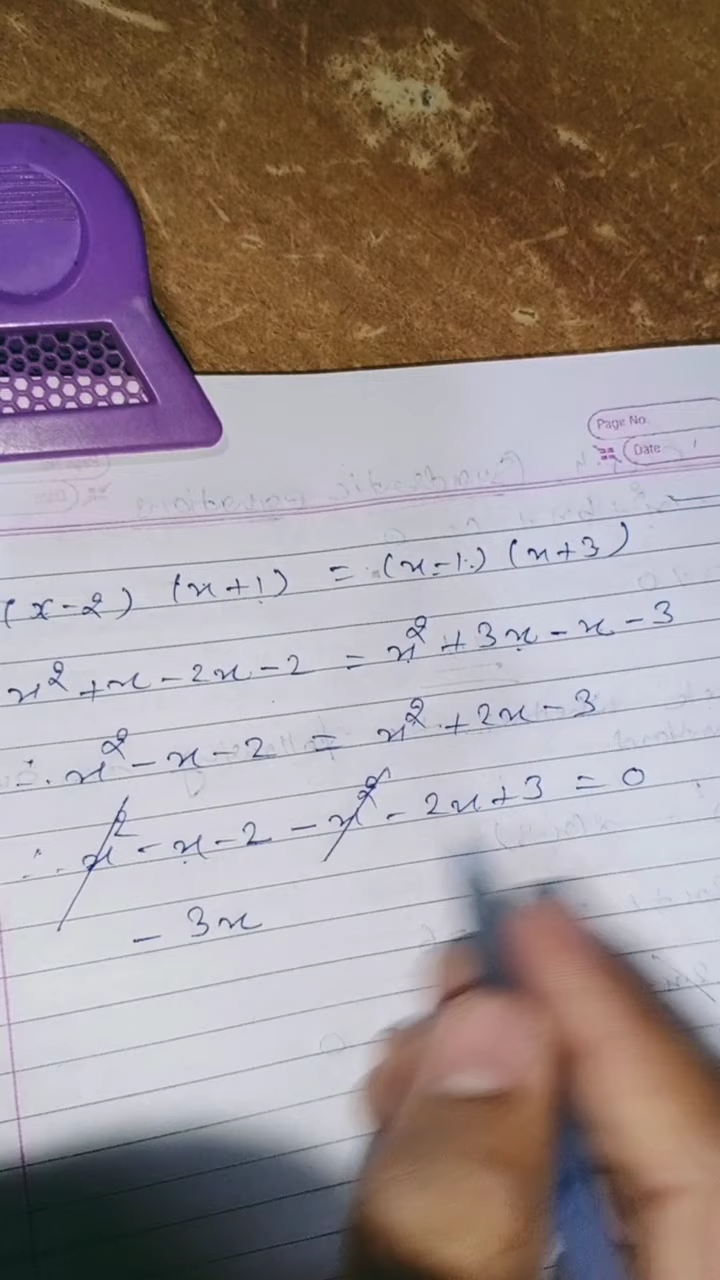 Page No.
Date
(x-2) (x+1) = (x-1) (x+3)
x² + x - 2x - 2 = x² + 3x - x - 3
∴ x² - x - 2 = x² + 2x - 3
∴ x² - x - 2 - x² - 2x + 3 = 0
- 3x